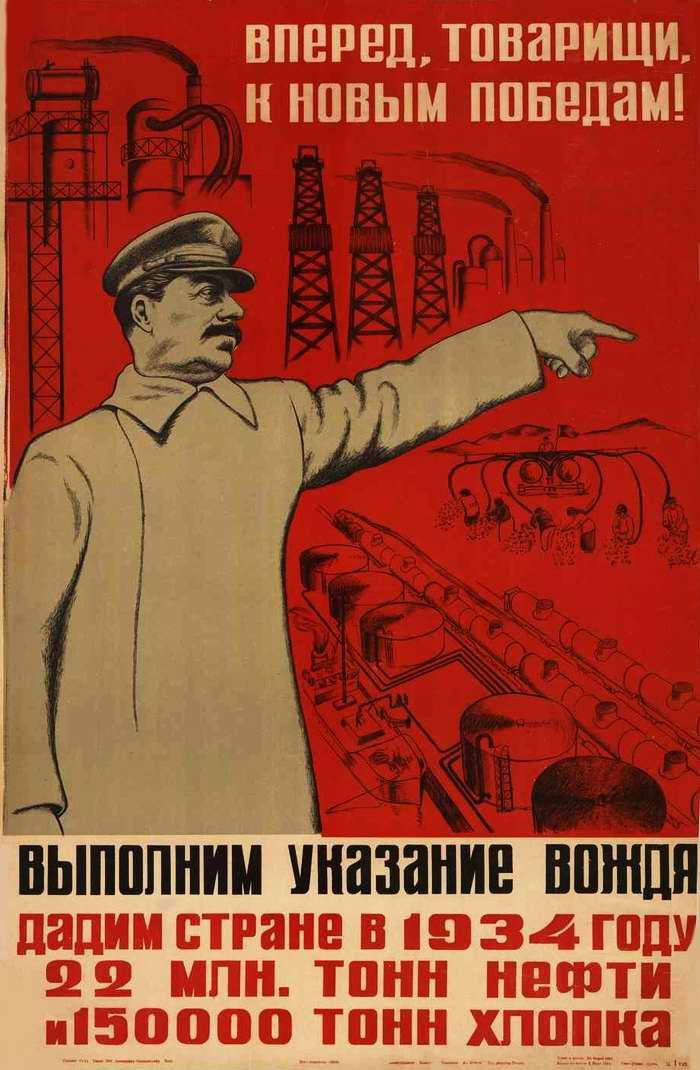 Вперед, товарищи,
к новым победам!
Выполним указание вождя
дадим стране в 1934 году
22 млн. тонн нефти
и 150000 тонн хлопка